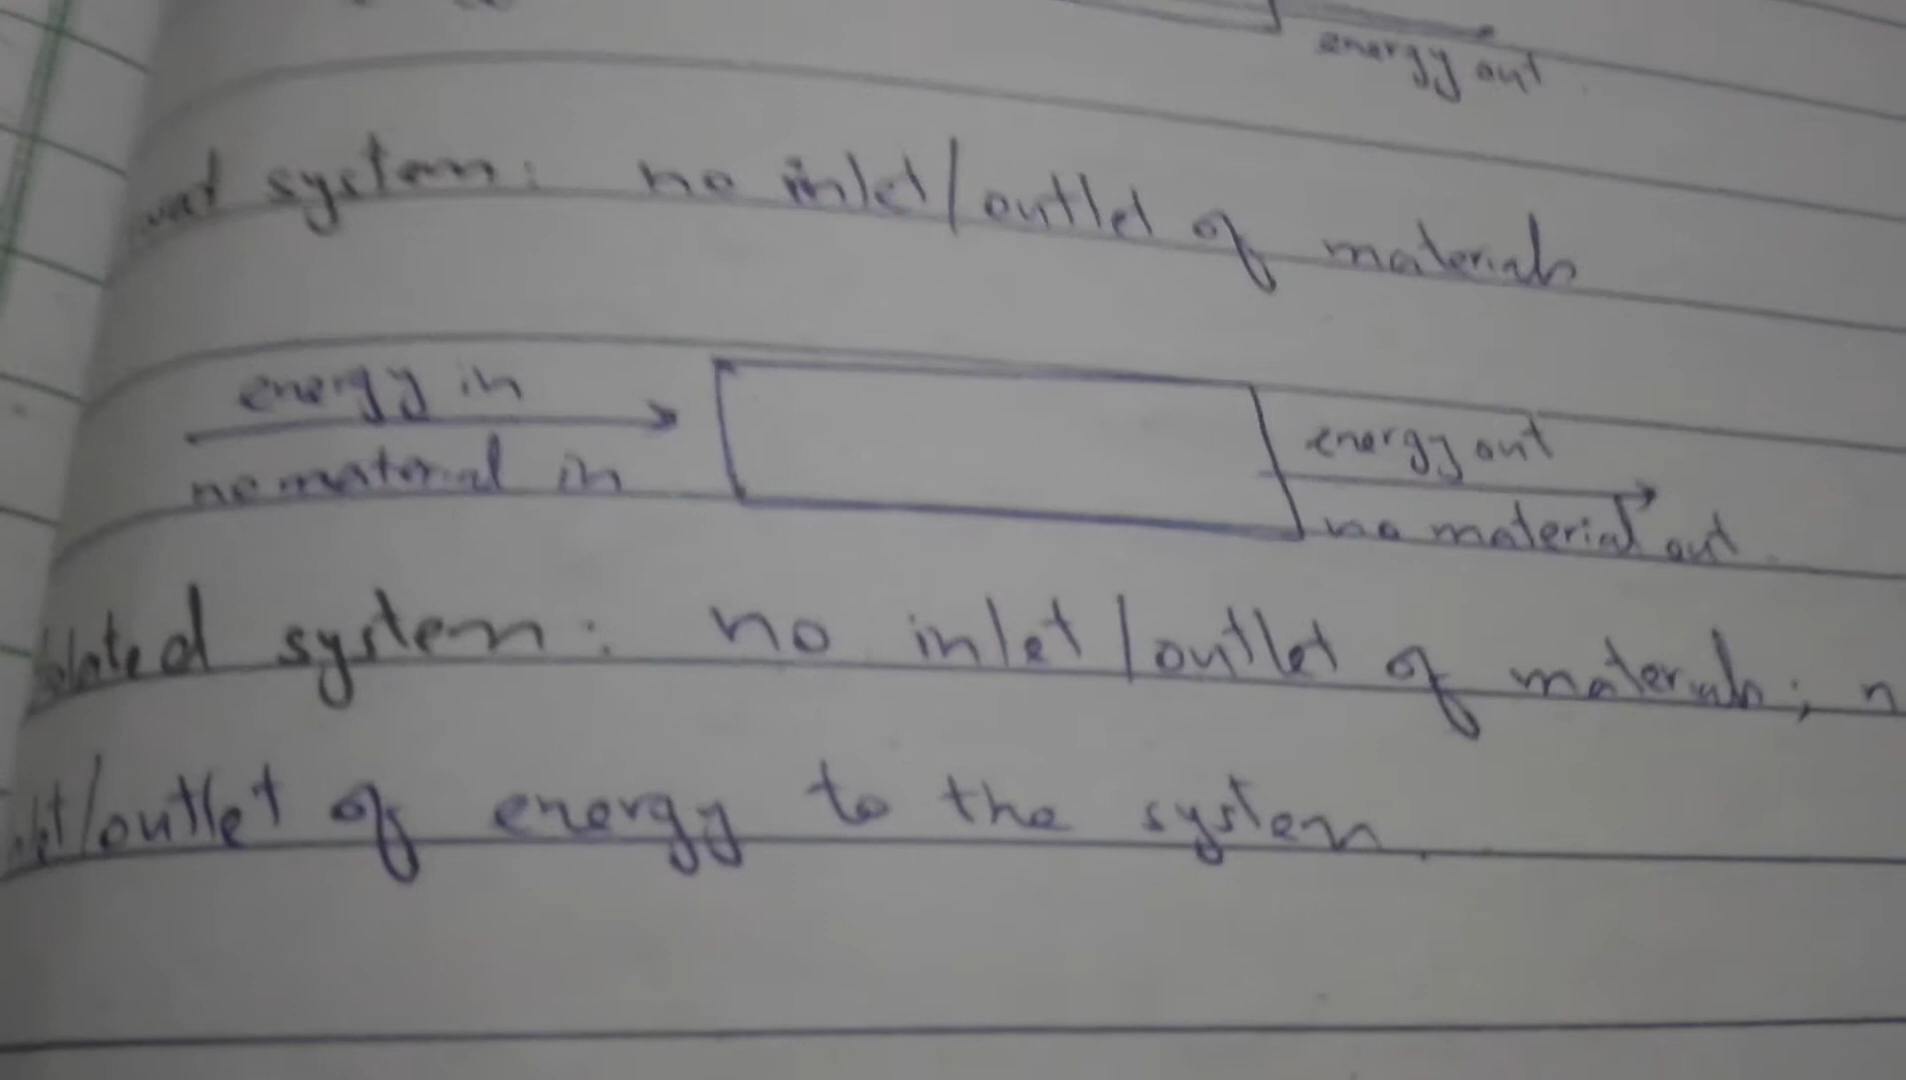 energy out
system: no inlet/outlet of materials
energy in
no material in
energy out
no material out
system: no inlet/outlet of materials;
/outlet of energy to the system.